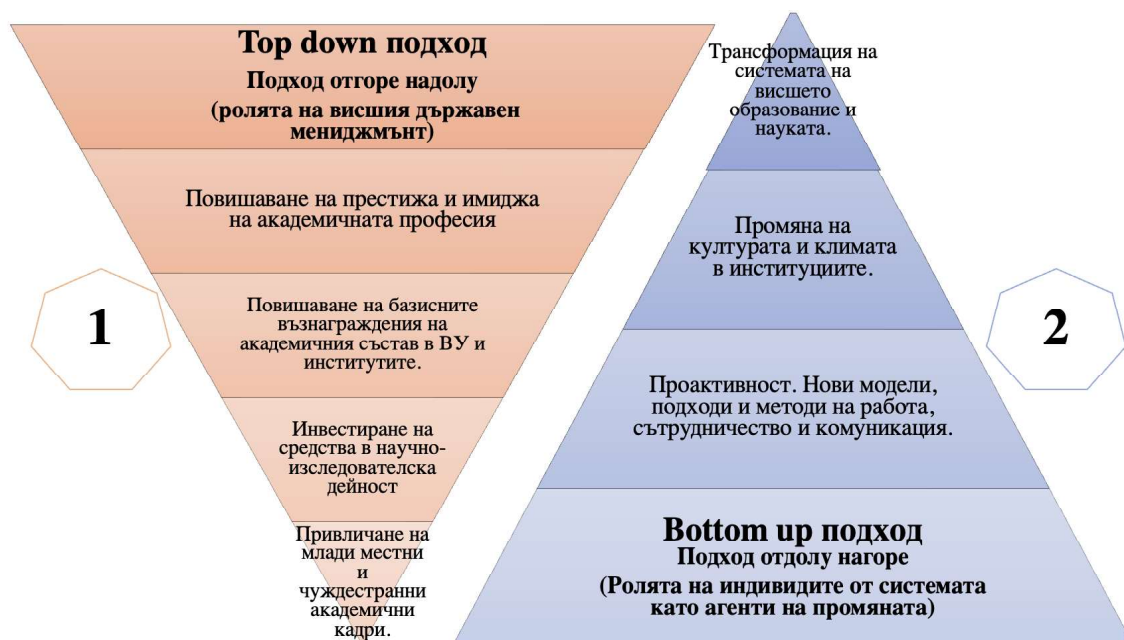 Top down подход
Подход отгоре надолу
(ролята на висшия държавен
мениджмънт)
Повишаване на престижа и имиджа
на академичната професия
Повишаване на базисните
възнаграждения на
академичния състав в ВУ и
институтите.
Инвестиране на
средства в научно-
изследователска
дейност
Привличане на
млади местни
и
чуждестранни
академични
кадри.
1
Трансформация на
системата на
висшето
образование и
науката.
Промяна на
културата и климата
в институциите.
Проактивност. Нови модели,
подходи и методи на работа,
сътрудничество и комуникация.
Bottom up подход
Подход отдолу нагоре
(Ролята на индивидите от системата
като агенти на промяната)
2